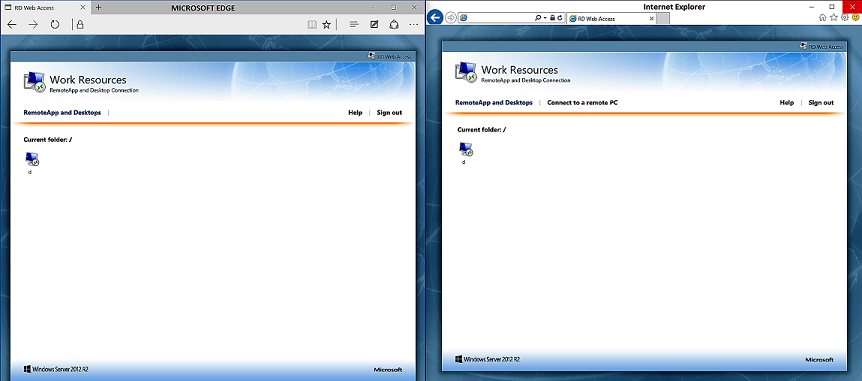 RD Web Access
MICROSOFT EDGE
RD Web Access
Work Resources
RemoteApp and Desktop Connection
RemoteApp and Desktops | Help | Sign out
Current folder: /
d
Windows Server 2012 R2
Microsoft
Internet Explorer
RD Web Access
RD Web Access
Work Resources
RemoteApp and Desktop Connection
RemoteApp and Desktops | Connect to a remote PC Help | Sign out
Current folder: /
d
Windows Server 2012 R2
Microsoft